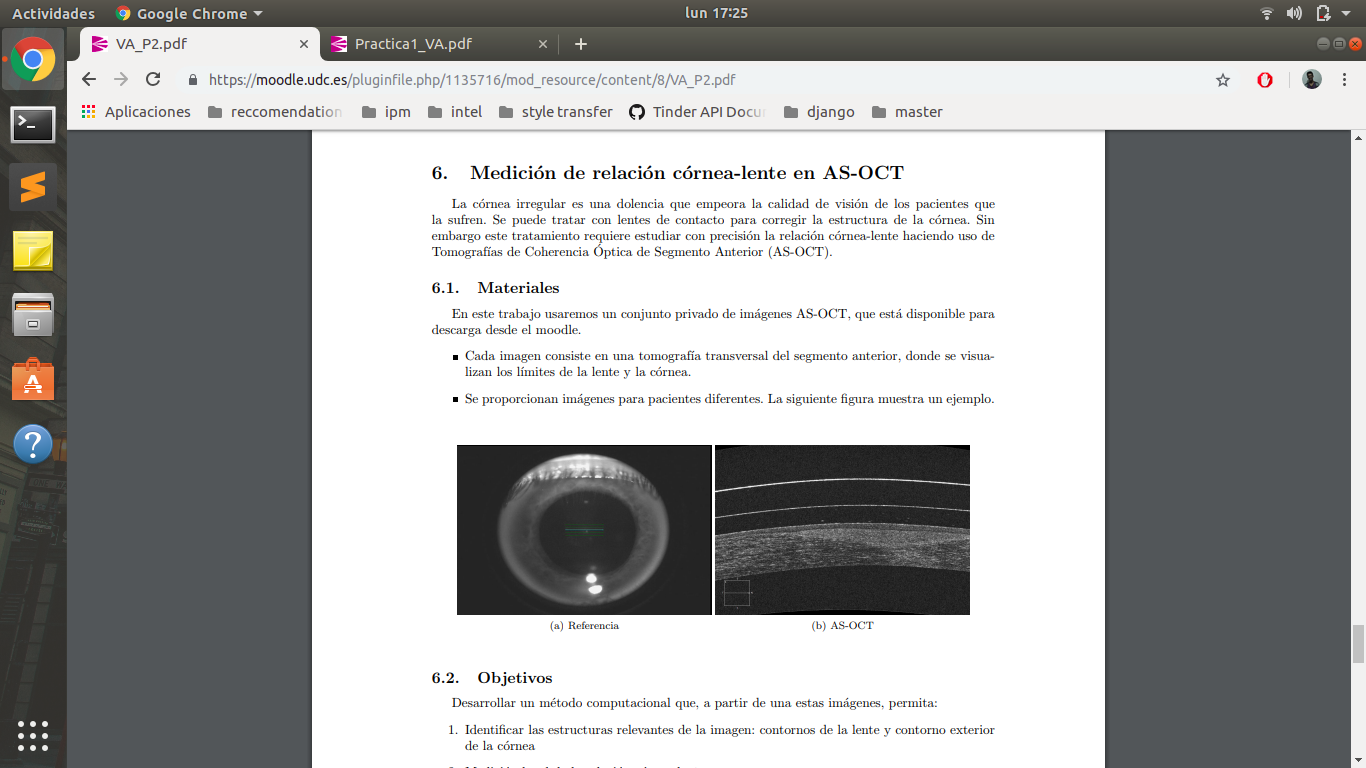 Actividades
Google Chrome
lun 17:25
VA_P2.pdf
Practica1_VA.pdf
https://moodle.udc.es/pluginfile.php/1135716/mod_resource/content/8/VA_P2.pdf
Aplicaciones
reccomendation
ipm
intel
style transfer
Tinder API Docu
django
master
6. Medición de relación córnea-lente en AS-OCT
La córnea irregular es una dolencia que empeora la calidad de visión de los pacientes que
la sufren. Se puede tratar con lentes de contacto para corregir la estructura de la córnea. Sin
embargo este tratamiento requiere estudiar con precisión la relación córnea-lente haciendo uso de
Tomografías de Coherencia Óptica de Segmento Anterior (AS-OCT).
6.1. Materiales
En este trabajo usaremos un conjunto privado de imágenes AS-OCT, que está disponible para
descarga desde el moodle.
Cada imagen consiste en una tomografía transversal del segmento anterior, donde se visua-
lizan los límites de la lente y la córnea.
Se proporcionan imágenes para pacientes diferentes. La siguiente figura muestra un ejemplo.
(a) Referencia
(b) AS-OCT
6.2. Objetivos
Desarrollar un método computacional que, a partir de una estas imágenes, permita:
1. Identificar las estructuras relevantes de la imagen: contornos de la lente y contorno exterior
de la córnea